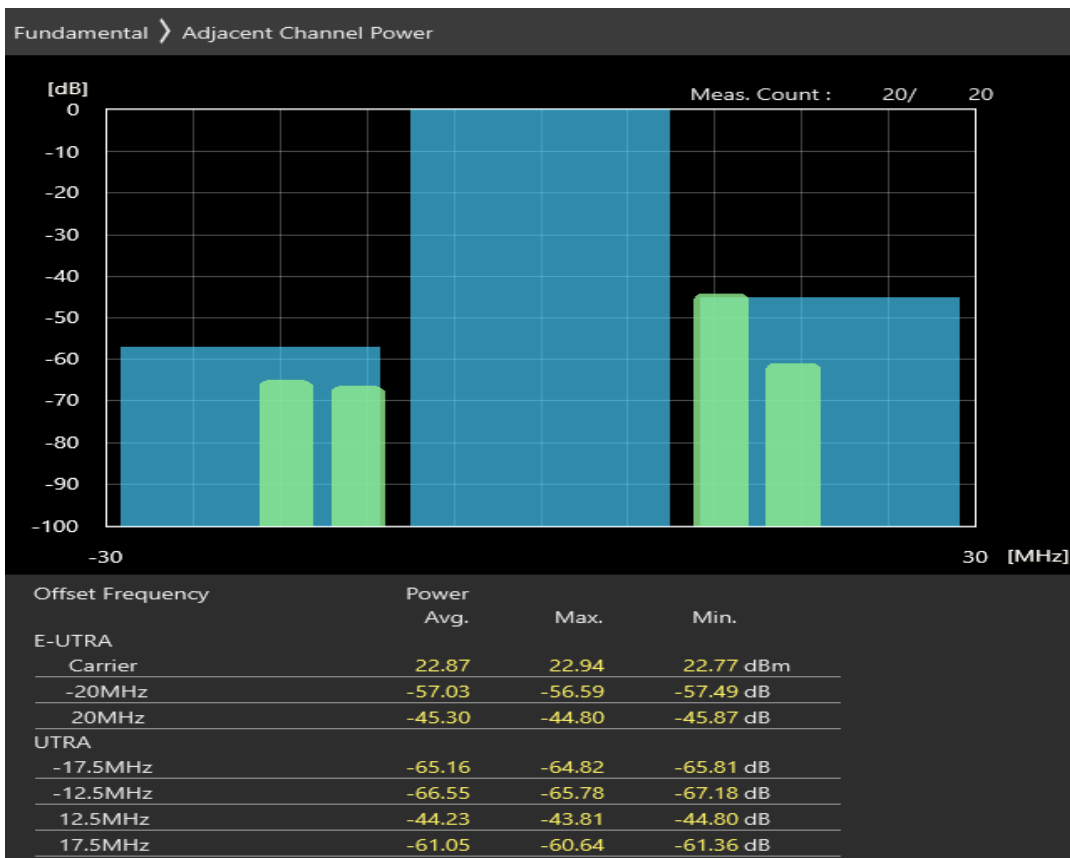 Fundamental 〉 Adjacent Channel Power
[dB]
Meas. Count : 20/ 20
0
-10
-20
-30
-40
-50
-60
-70
-80
-90
-100
-30 30 [MHz]
Offset Frequency Power
Avg. Max. Min.
E-UTRA
Carrier 22.87 22.94 22.77 dBm
-20MHz -57.03 -56.59 -57.49 dB
20MHz -45.30 -44.80 -45.87 dB
UTRA
-17.5MHz -65.16 -64.82 -65.81 dB
-12.5MHz -66.55 -65.78 -67.18 dB
12.5MHz -44.23 -43.81 -44.80 dB
17.5MHz -61.05 -60.64 -61.36 dB